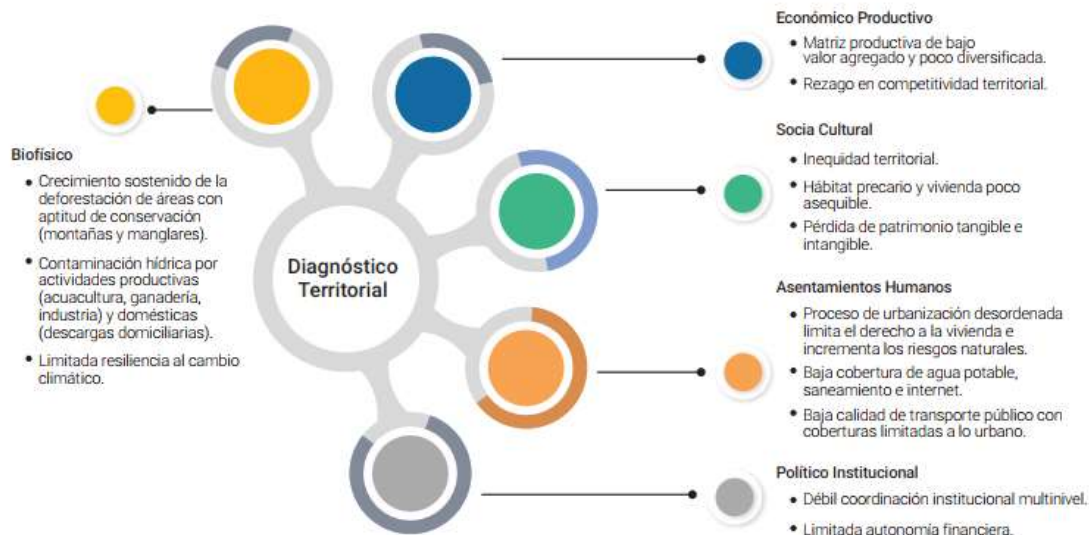 Diagnóstico
Territorial
Biofísico
• Crecimiento sostenido de la
deforestación de áreas con
aptitud de conservación
(montañas y manglares).
• Contaminación hídrica por
actividades productivas
(acuacultura, ganadería,
industria) y domésticas
(descargas domiciliarias).
• Limitada resiliencia al cambio
climático.
Económico Productivo
• Matriz productiva de bajo
valor agregado y poco diversificada.
• Rezago en competitividad territorial.
Socia Cultural
• Inequidad territorial.
• Hábitat precario y vivienda poco
asequible.
• Pérdida de patrimonio tangible e
intangible.
Asentamientos Humanos
• Proceso de urbanización desordenada
limita el derecho a la vivienda e
incrementa los riesgos naturales.
• Baja cobertura de agua potable,
saneamiento e internet.
• Baja calidad de transporte público con
coberturas limitadas a lo urbano.
Político Institucional
• Débil coordinación institucional multinivel.
• Limitada autonomía financiera.